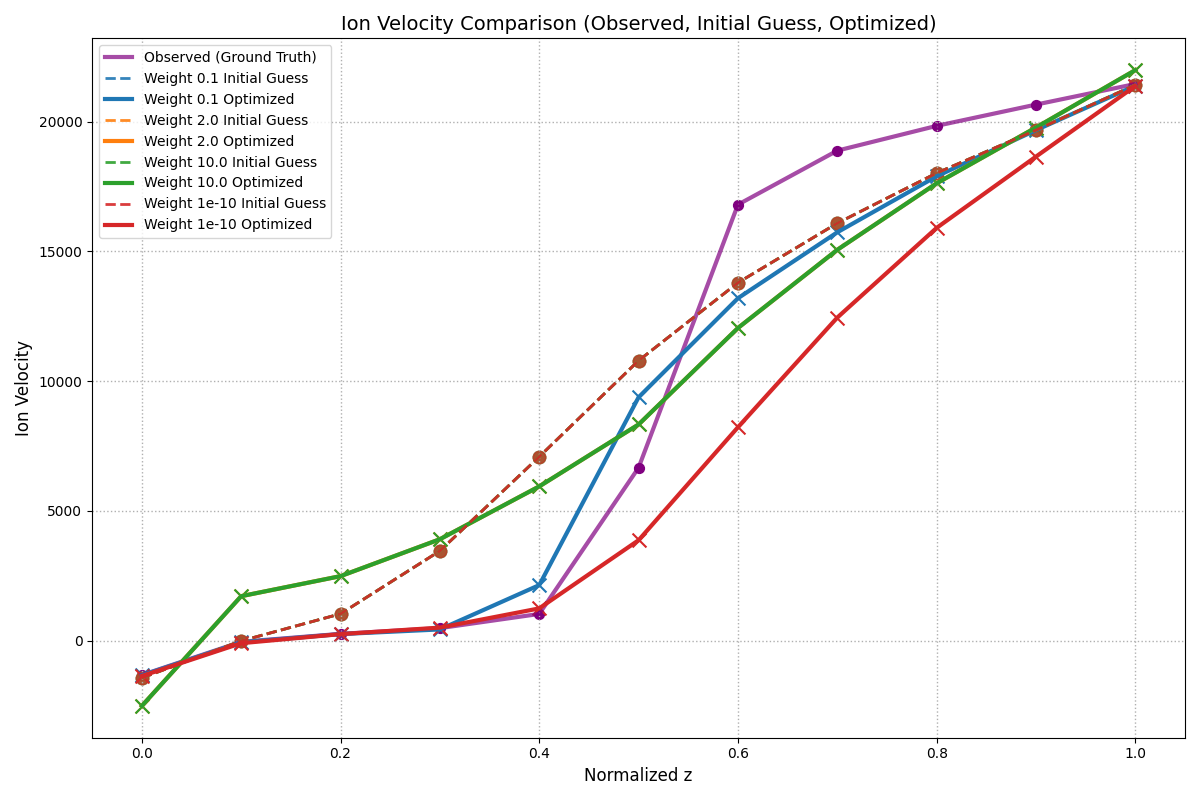 Ion Velocity Comparison (Observed, Initial Guess, Optimized)
Observed (Ground Truth)
Weight 0.1 Initial Guess
Weight 0.1 Optimized
Weight 2.0 Initial Guess
Weight 2.0 Optimized
Weight 10.0 Initial Guess
Weight 10.0 Optimized
Weight 1e-10 Initial Guess
Weight 1e-10 Optimized
Ion Velocity
20000
15000
10000
5000
0
0.0 0.2 0.4 0.6 0.8 1.0
Normalized z